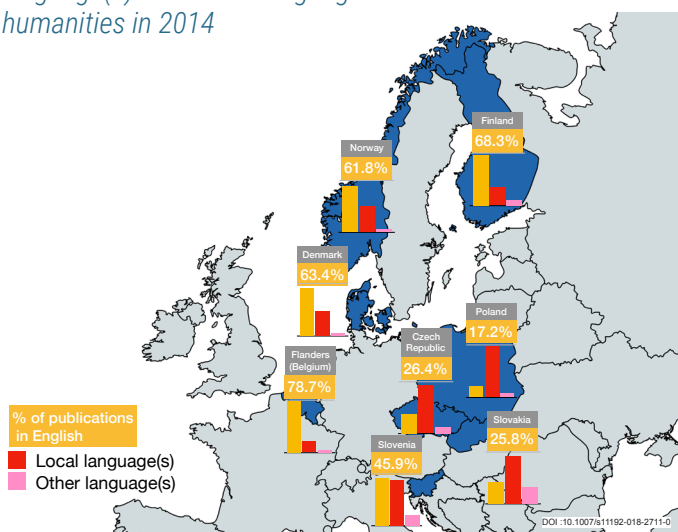 humanities in 2014
Finland
68.3%
Norway
61.8%
Denmark
63.4%
Poland
17.2%
Czech
Republic
26.4%
Flanders
(Belgium)
78.7%
% of publications
in English
Local language(s)
Other language(s)
Slovenia
45.9%
Slovakia
25.8%
DOI :10.1007/s11192-018-2711-0